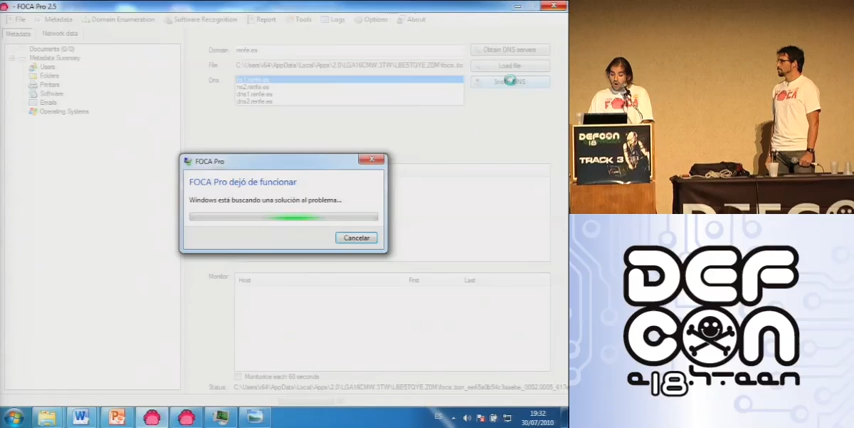 - FOCA Pro 2.5
File Metadata Domain Enumeration Software Recognition Report Tools Logs Options About
Metadata Network data
Documents (0/0)
Metadata Summary
Users
Folders
Printers
Software
Emails
Operating Systems
Domain renfe.es Obtain DNS servers
File Load file
Dns
ns2.renfe.es
dns1.renfe.es
dns2.renfe.es
FOCA Pro
FOCA Pro dejó de funcionar
Windows está buscando una solución al problema...
Cancelar
Monitor Host First Last
Monitorice each 60 seconds
Status:
ES 19:32
30/07/2010
FOCA
DEFCON
18
TRACK 3
DEF CON
e18hteen